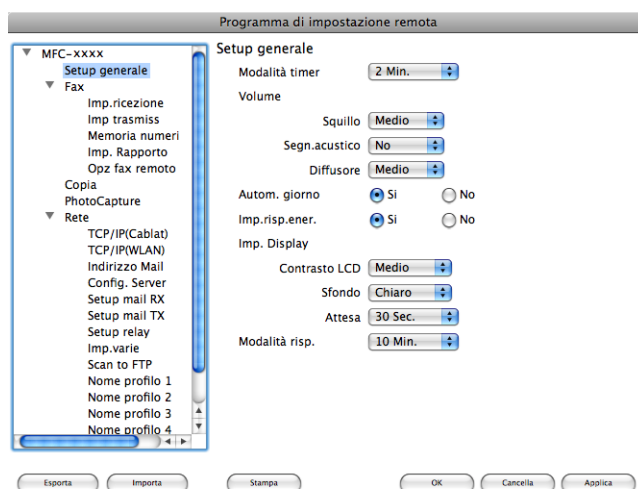 Programma di impostazione remota
MFC-xxxx
Setup generale
Fax
Imp.ricezione
Imp trasmiss
Memoria numeri
Imp. Rapporto
Opz fax remoto
Copia
PhotoCapture
Rete
TCP/IP(Cablat)
TCP/IP(WLAN)
Indirizzo Mail
Config. Server
Setup mail RX
Setup mail TX
Setup relay
Imp.varie
Scan to FTP
Nome profilo 1
Nome profilo 2
Nome profilo 3
Nome profilo 4
Setup generale
Modalità timer 2 Min.
Volume
Squillo Medio
Segn.acustico No
Diffusore Medio
Autom. giorno Si No
Imp.risp.ener. Si No
Imp. Display
Contrasto LCD Medio
Sfondo Chiaro
Attesa 30 Sec.
Modalità risp. 10 Min.
Esporta Importa Stampa OK Cancella Applica